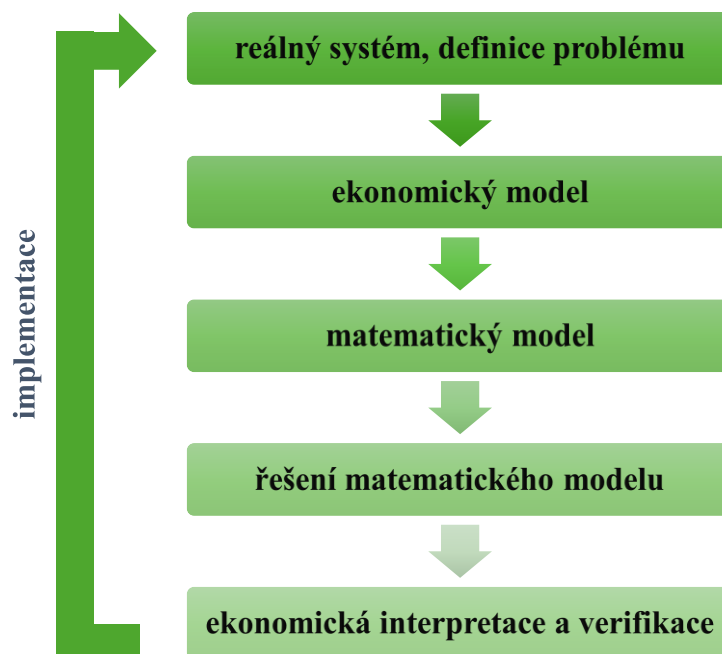 reálný systém, definice problému
ekonomický model
matematický model
řešení matematického modelu
ekonomická interpretace a verifikace
implementace